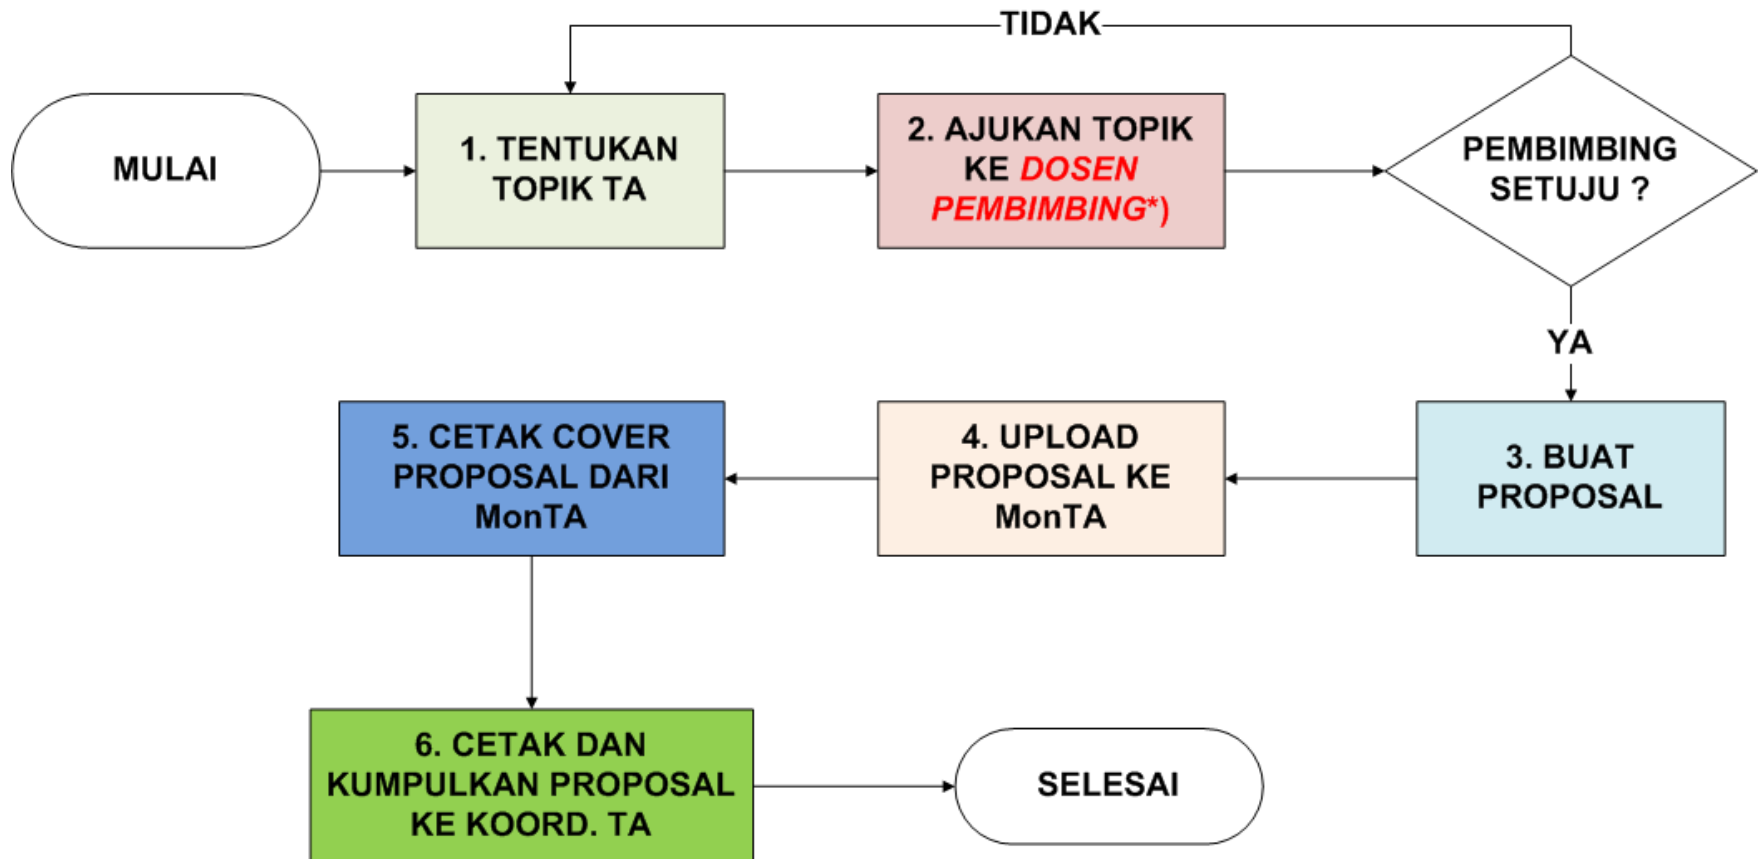 TIDAK
MULAI
1. TENTUKAN
TOPIK TA
2. AJUKAN TOPIK
KE DOSEN
PEMBIMBING*)
PEMBIMBING
SETUJU ?
YA
3. BUAT
PROPOSAL
4. UPLOAD
PROPOSAL KE
MonTA
5. CETAK COVER
PROPOSAL DARI
MonTA
6. CETAK DAN
KUMPULKAN PROPOSAL
KE KOORD. TA
SELESAI